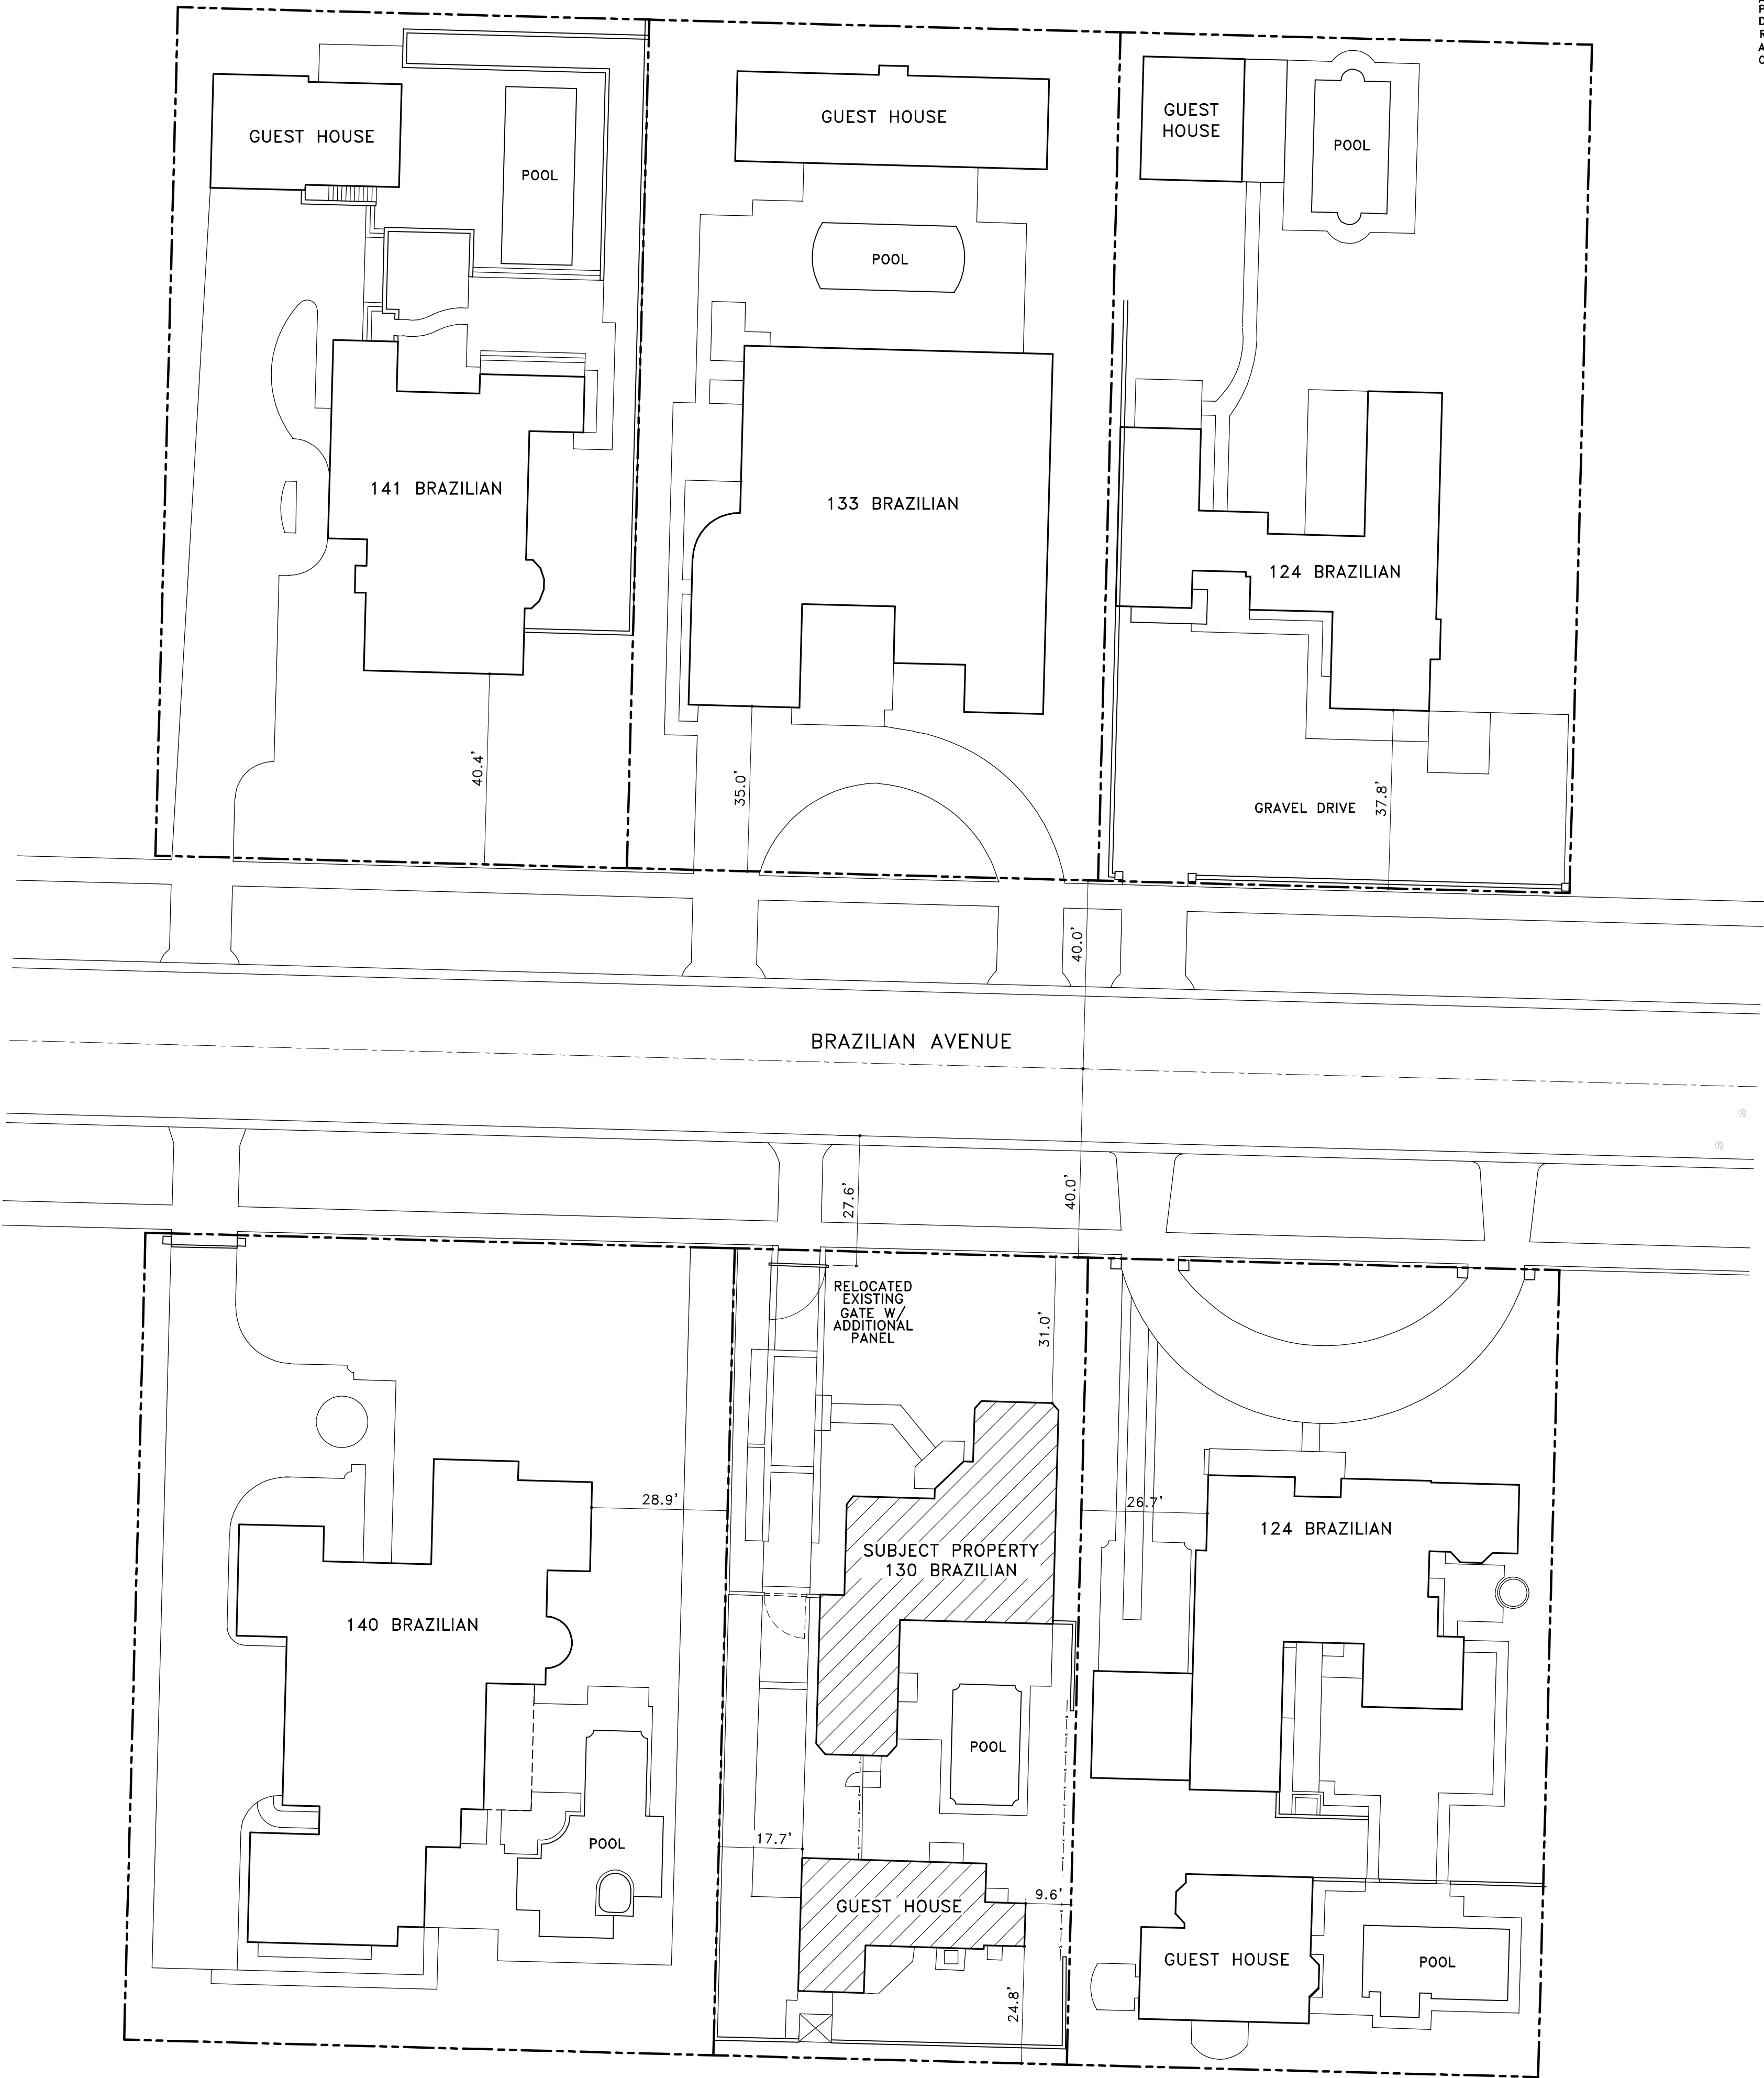 GUEST HOUSE
POOL
GUEST HOUSE
POOL
GUEST
HOUSE
POOL
141 BRAZILIAN
133 BRAZILIAN
124 BRAZILIAN
40.4'
35.0'
GRAVEL DRIVE
37.8'
40.0'
BRAZILIAN AVENUE
27.6'
40.0'
RELOCATED
EXISTING
GATE W/
ADDITIONAL
PANEL
31.0'
28.9'
26.7'
124 BRAZILIAN
SUBJECT PROPERTY
130 BRAZILIAN
140 BRAZILIAN
POOL
17.7'
POOL
9.6'
GUEST HOUSE
GUEST HOUSE
POOL
24.8'